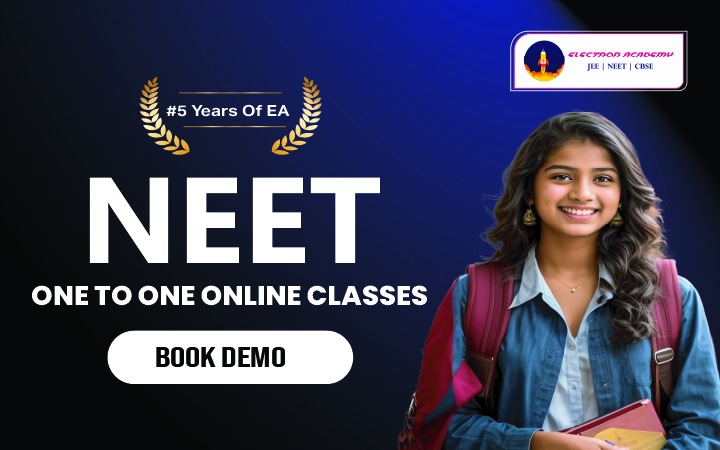 ELECTRON ACADEMY
JEE | NEET | CBSE
#5 Years Of EA
NEET
ONE TO ONE ONLINE CLASSES
BOOK DEMO